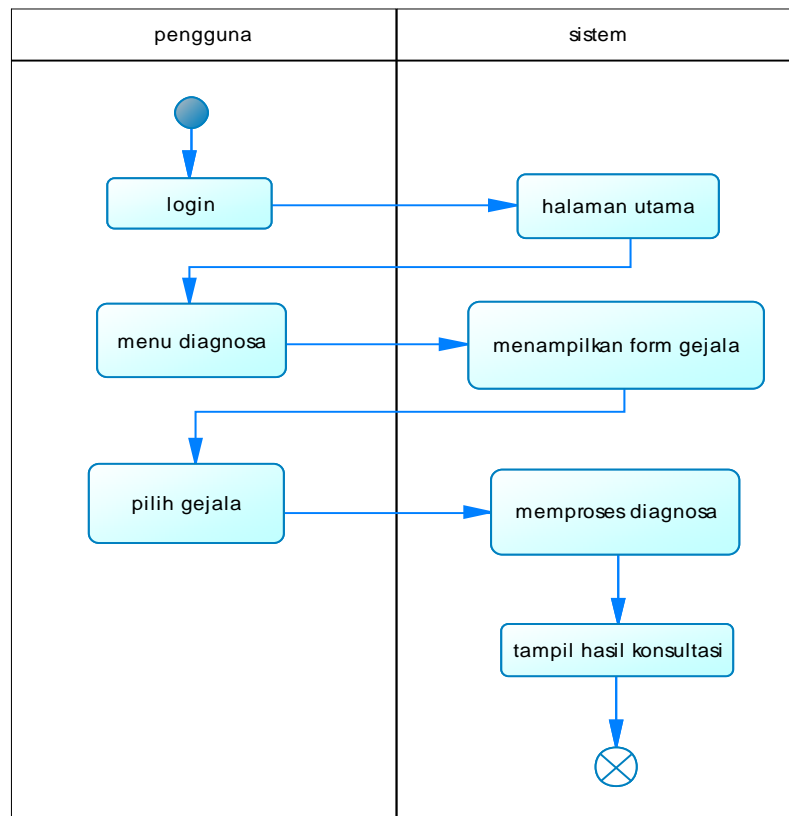 pengguna
sistem
login
halaman utama
menu diagnosa
menampilkan form gejala
pilih gejala
memproses diagnosa
tampil hasil konsultasi